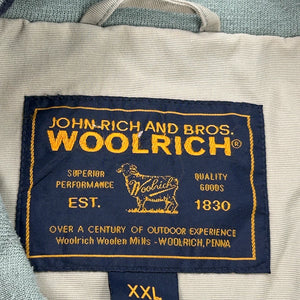 JOHN RICH AND BROS.
WOOLRICH®
SUPERIOR PERFORMANCE
QUALITY GOODS
Woolrich
EST. 1830
OVER A CENTURY OF OUTDOOR EXPERIENCE
Woolrich Woolen Mills - WOOLRICH, PENNA
XXL